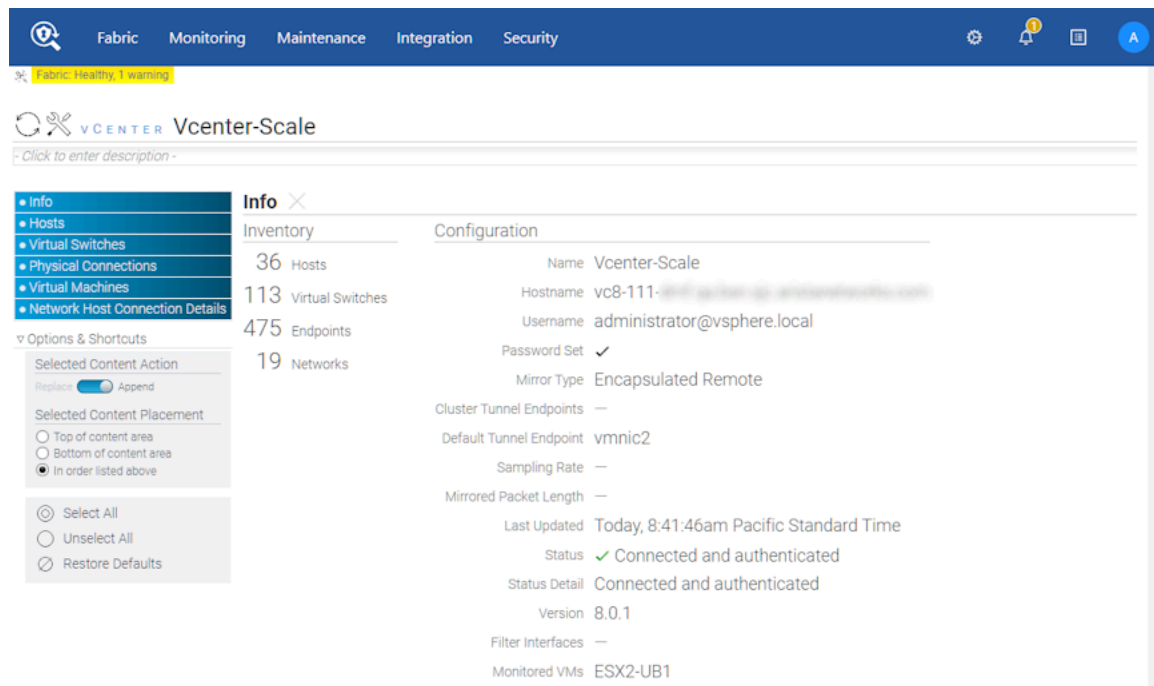 Fabric Monitoring Maintenance Integration Security 1 A
Fabric: Healthy, 1 warning
VCENTER Vcenter-Scale
- Click to enter description -
• Info
• Hosts
• Virtual Switches
• Physical Connections
• Virtual Machines
• Network Host Connection Details
Options & Shortcuts
Selected Content Action
Replace Append
Selected Content Placement
Top of content area
Bottom of content area
In order listed above
Select All
Unselect All
Restore Defaults
Info
Inventory
36 Hosts
113 Virtual Switches
475 Endpoints
19 Networks
Configuration
Name Vcenter-Scale
Hostname vc8-111-
Username administrator@vsphere.local
Password Set ✓
Mirror Type Encapsulated Remote
Cluster Tunnel Endpoints —
Default Tunnel Endpoint vmnic2
Sampling Rate —
Mirrored Packet Length —
Last Updated Today, 8:41:46am Pacific Standard Time
Status ✓ Connected and authenticated
Status Detail Connected and authenticated
Version 8.0.1
Filter Interfaces —
Monitored VMs ESX2-UB1